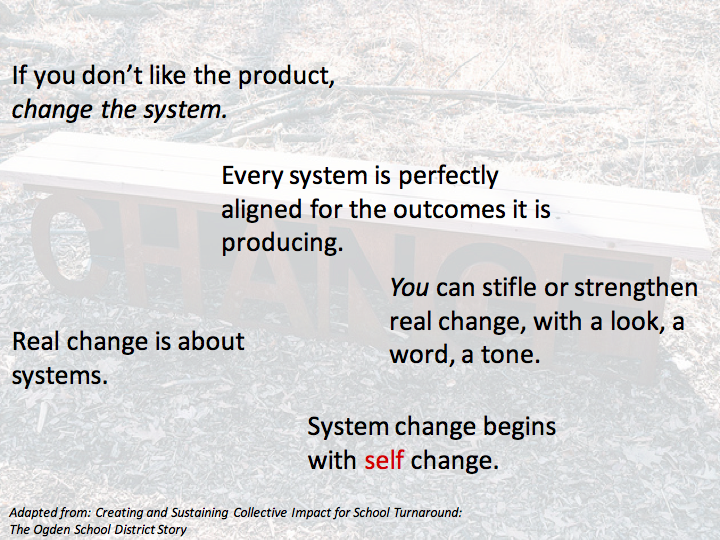 If you don’t like the product,
change the system.
Every system is perfectly
aligned for the outcomes it is
producing.
You can stifle or strengthen
real change, with a look, a
word, a tone.
Real change is about
systems.
System change begins
with self change.
Adapted from: Creating and Sustaining Collective Impact for School Turnaround:
The Ogden School District Story
CHANGE